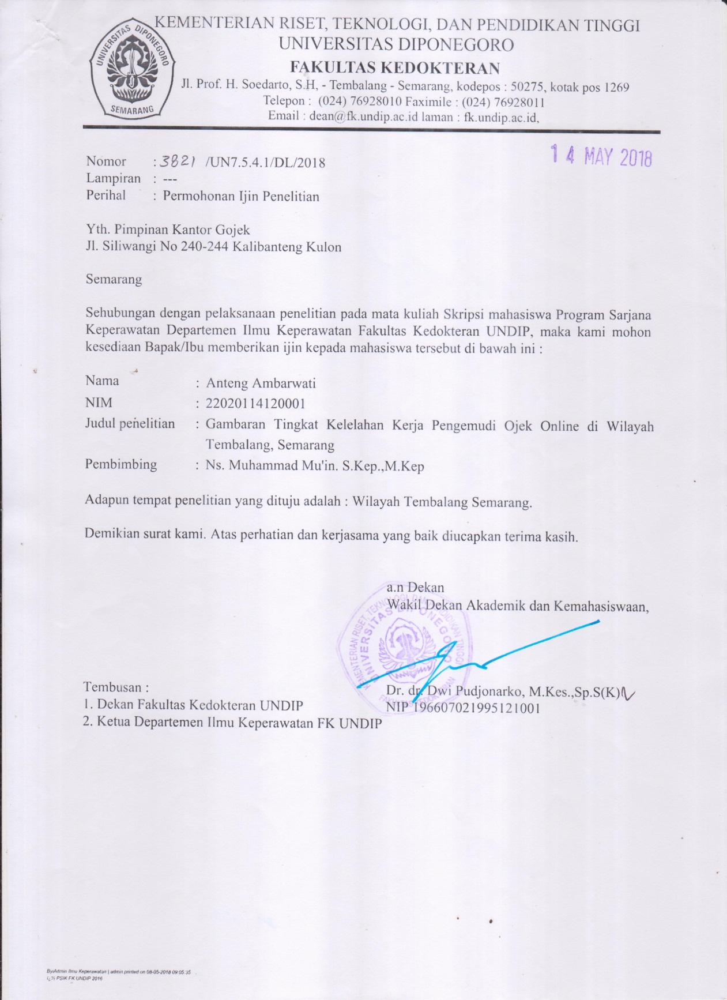 KEMENTERIAN RISET, TEKNOLOGI, DAN PENDIDIKAN TINGGI
UNIVERSITAS DIPONEGORO
FAKULTAS KEDOKTERAN
Jl. Prof. H. Soedarto, S.H, - Tembalang - Semarang, kodepos : 50275, kotak pos 1269
Telepon : (024) 76928010 Faximile : (024) 76928011
Email : dean@fk.undip.ac.id laman : fk.undip.ac.id,
UNIVERSITAS DIPONEGORO
SEMARANG
14 MAY 2018
Nomor : 3821 /UN7.5.4.1/DL/2018
Lampiran : ---
Perihal : Permohonan Ijin Penelitian
Yth. Pimpinan Kantor Gojek
Jl. Siliwangi No 240-244 Kalibanteng Kulon
Semarang
Sehubungan dengan pelaksanaan penelitian pada mata kuliah Skripsi mahasiswa Program Sarjana
Keperawatan Departemen Ilmu Keperawatan Fakultas Kedokteran UNDIP, maka kami mohon
kesediaan Bapak/Ibu memberikan ijin kepada mahasiswa tersebut di bawah ini :
Nama : Anteng Ambarwati
NIM : 22020114120001
Judul penelitian : Gambaran Tingkat Kelelahan Kerja Pengemudi Ojek Online di Wilayah
Tembalang, Semarang
Pembimbing : Ns. Muhammad Mu'in. S.Kep.,M.Kep
Adapun tempat penelitian yang dituju adalah : Wilayah Tembalang Semarang.
Demikian surat kami. Atas perhatian dan kerjasama yang baik diucapkan terima kasih.
a.n Dekan
Wakil Dekan Akademik dan Kemahasiswaan,
KEMENTERIAN RISET, TEKNOLOGI DAN PENDIDIKAN TINGGI
UNIVERSITAS DIPONEGORO
FAKULTAS KEDOKTERAN
Dr. dr. Dwi Pudjonarko, M.Kes.,Sp.S(K)
NIP 196607021995121001
Tembusan :
1. Dekan Fakultas Kedokteran UNDIP
2. Ketua Departemen Ilmu Keperawatan FK UNDIP
By:Admin Ilmu Keperawatan | admin printed on 08-05-2018 09:05:35
ï¿½ PSIK FK UNDIP 2016